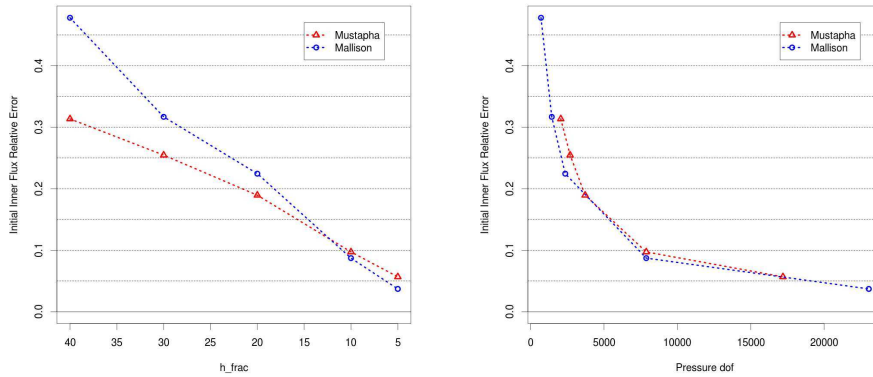 Mustapha
Mallison
Initial Inner Flux Relative Error
0.0
0.1
0.2
0.3
0.4
40
35
30
25
20
15
10
5
h_frac
Mustapha
Mallison
Initial Inner Flux Relative Error
0.0
0.1
0.2
0.3
0.4
0
5000
10000
15000
20000
Pressure dof